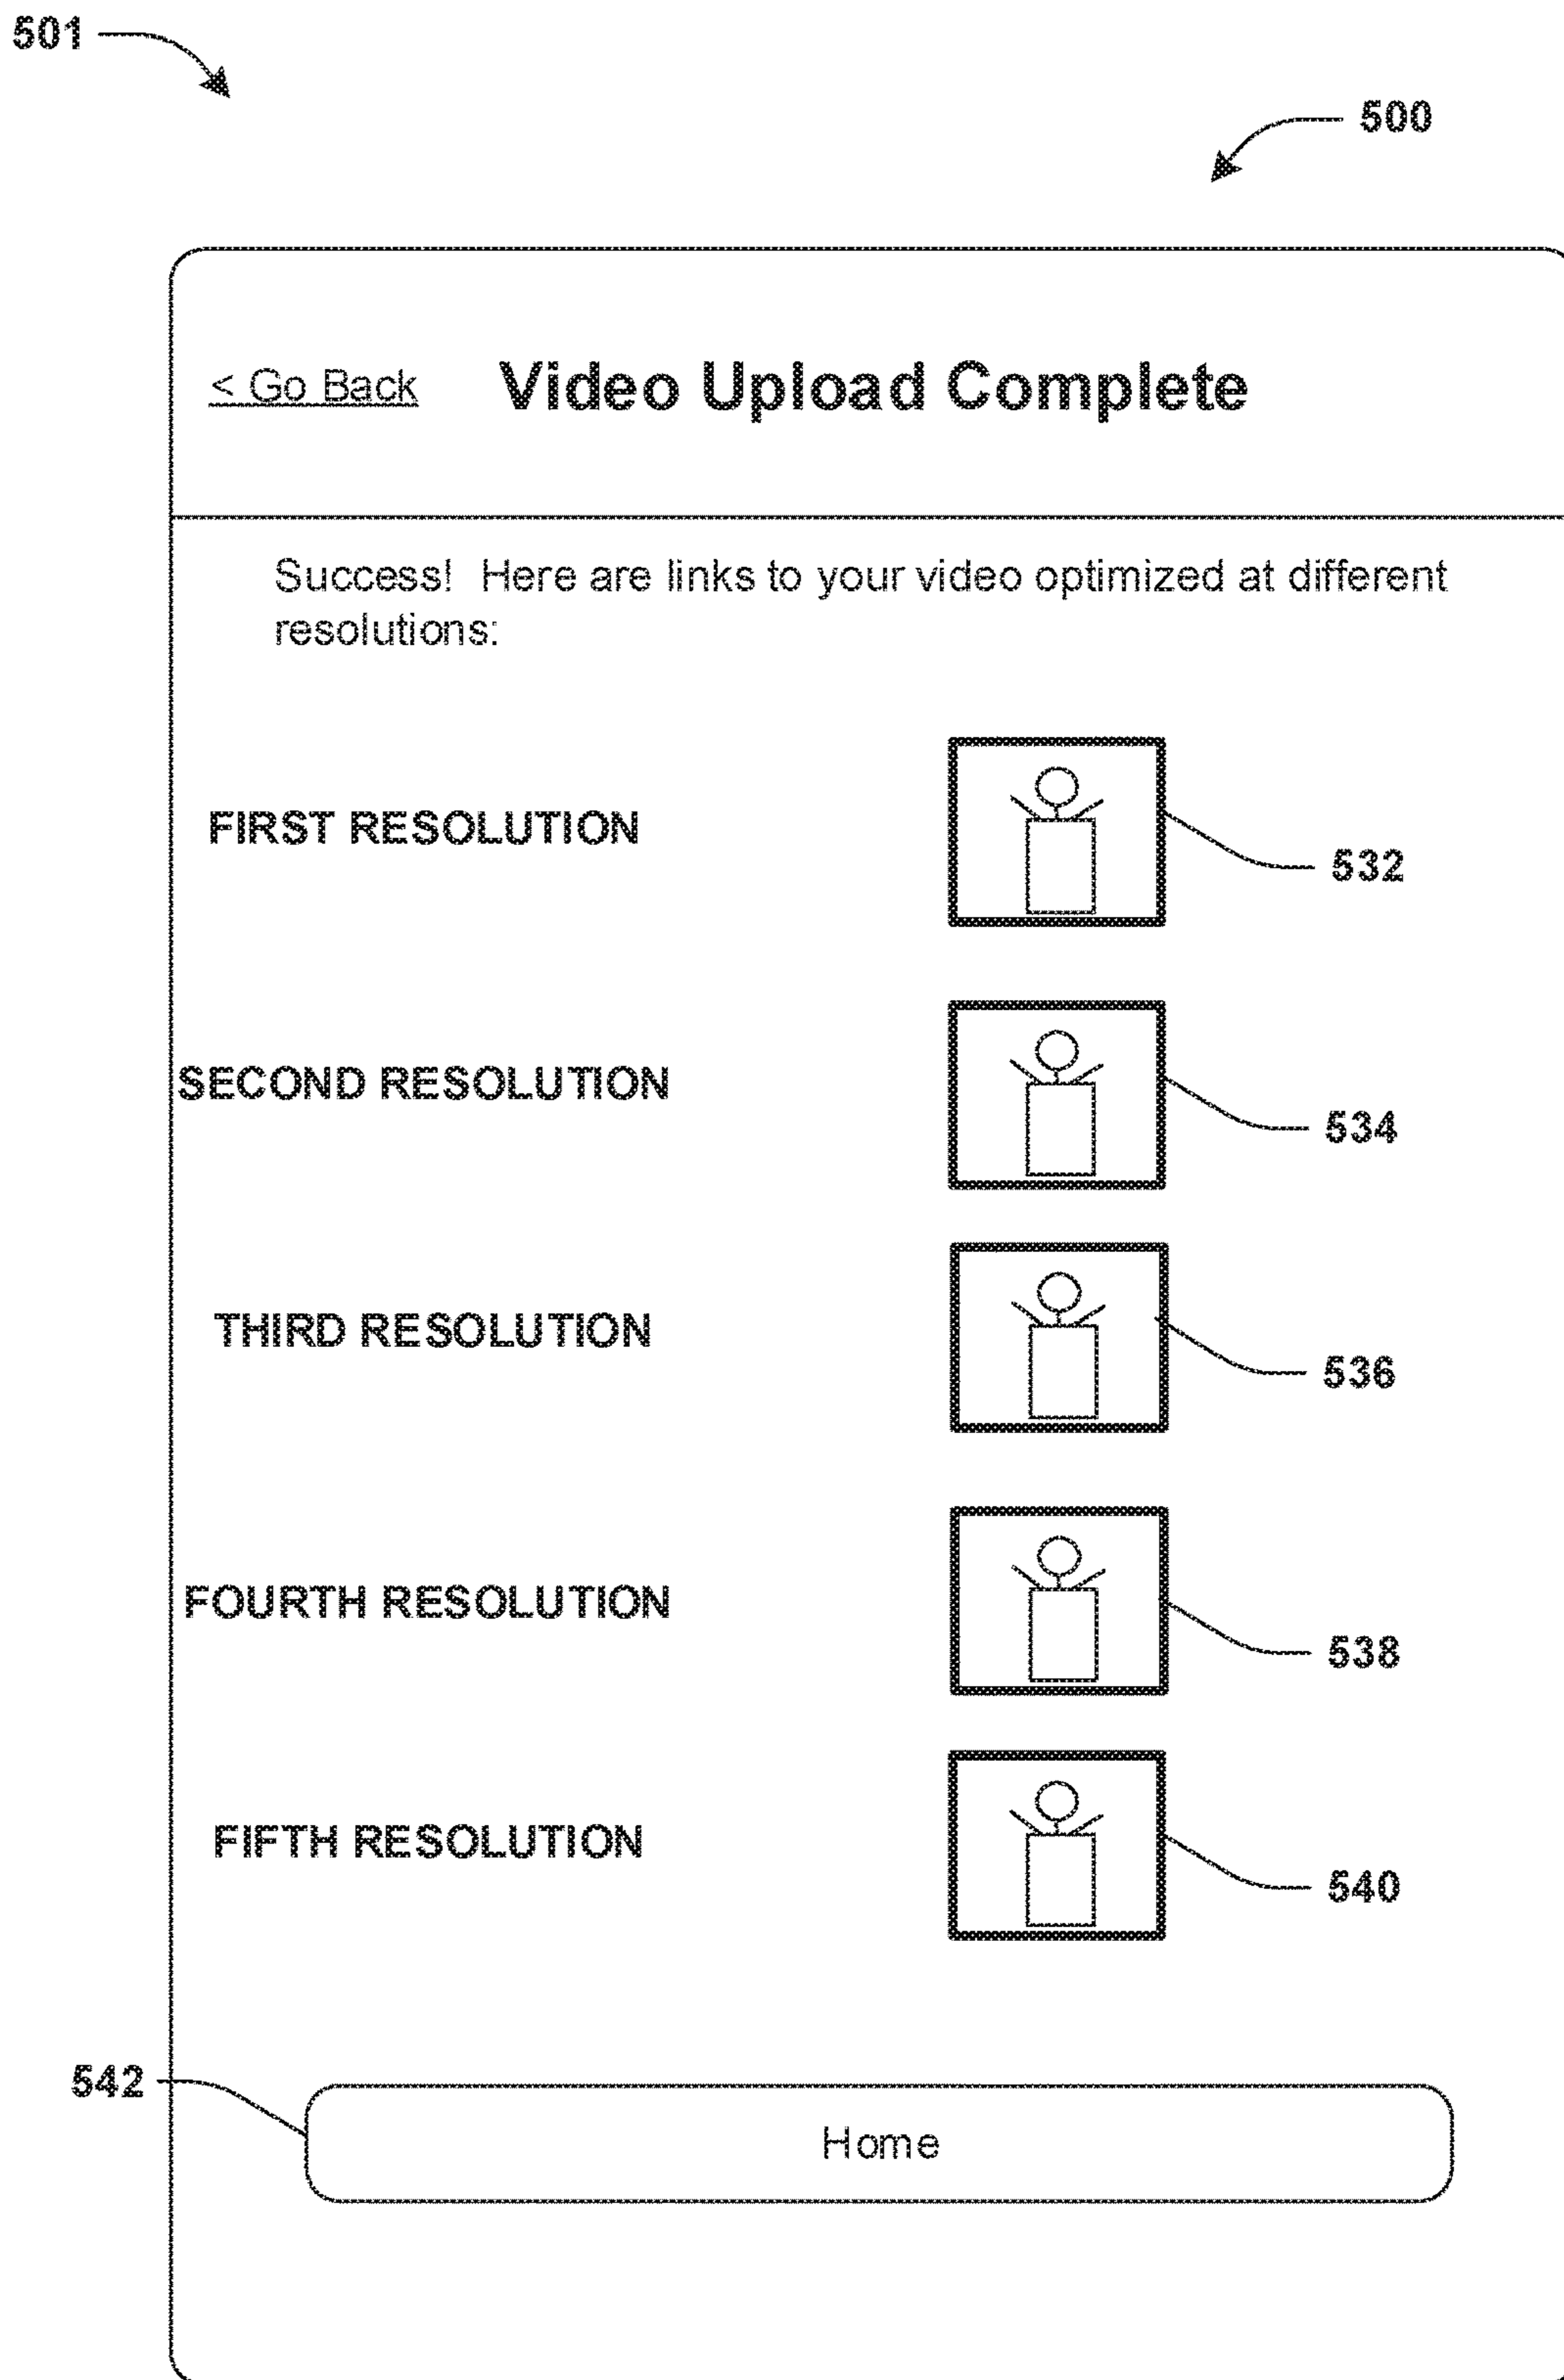 501
500
< Go Back Video Upload Complete
Success! Here are links to your video optimized at different
resolutions:
FIRST RESOLUTION
532
SECOND RESOLUTION
534
THIRD RESOLUTION
536
FOURTH RESOLUTION
538
FIFTH RESOLUTION
540
542
Home